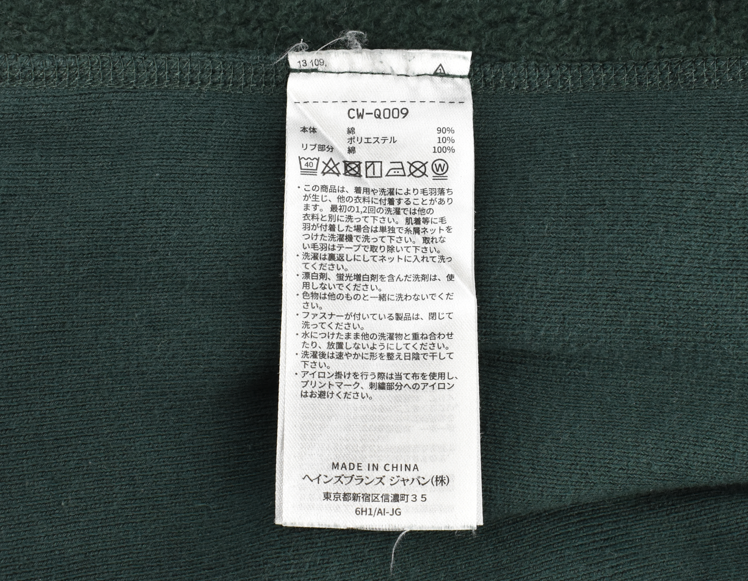 13.109.
CW-Q009
本体 綿 90%
ポリエステル 10%
リブ部分 綿 100%
40 W
・この商品は、着用や洗濯により毛羽落ち
が生じ、他の衣料に付着することがあり
ます。最初の1,2回の洗濯では他の
衣料と別に洗って下さい。肌着等に毛
羽が付着した場合は単独で糸屑ネットを
つけた洗濯機で洗って下さい。取れな
い毛羽はテープで取り除いて下さい。
・洗濯は裏返しにしてネットに入れて洗っ
てください。
・漂白剤、蛍光増白剤を含んだ洗剤は、使
用しないでください。
・色物は他のものと一緒に洗わないでくだ
さい。
・ファスナーが付いている製品は、閉じて
洗ってください。
・水につけたまま他の洗濯物と重ね合わせ
たり、放置しないようにしてください。
・洗濯後は速やかに形を整え日陰で干して
下さい。
・アイロン掛けを行う際は当て布を使用し、
プリントマーク、刺繍部分へのアイロン
はお避けください。
MADE IN CHINA
ヘインズブランズ ジャパン(株)
東京都新宿区信濃町35
6H1/AI-JG